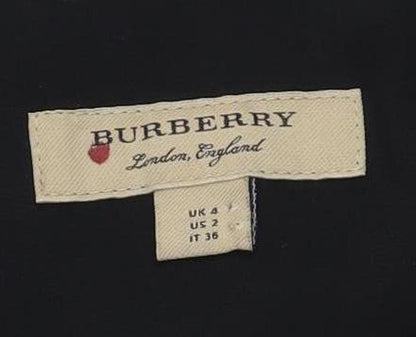 BURBERRY
London, England
UK 4
US 2
IT 36